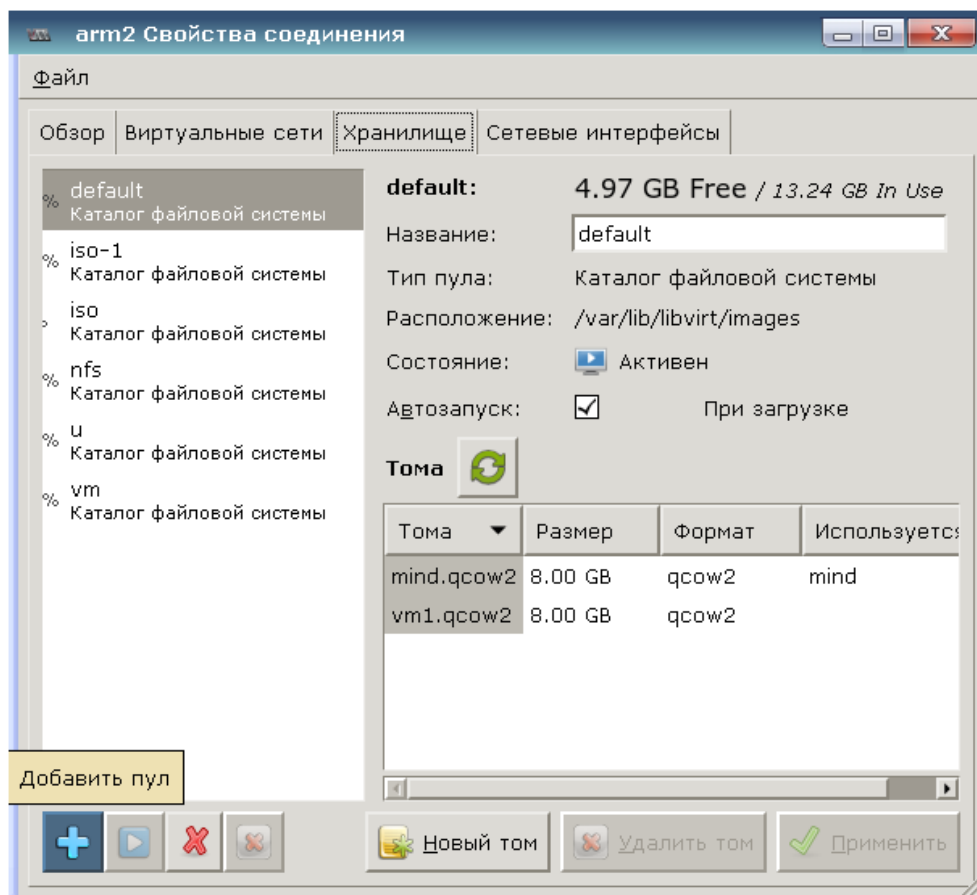 arm2 Свойства соединения
Файл
Обзор Виртуальные сети Хранилище Сетевые интерфейсы
default
Каталог файловой системы
iso-1
Каталог файловой системы
iso
Каталог файловой системы
nfs
Каталог файловой системы
u
Каталог файловой системы
vm
Каталог файловой системы
default: 4.97 GB Free / 13.24 GB In Use
Название: default
Тип пула: Каталог файловой системы
Расположение: /var/lib/libvirt/images
Состояние: Активен
Автозапуск: При загрузке
Тома
Тома Размер Формат Используетс
mind.qcow2 8.00 GB qcow2 mind
vm1.qcow2 8.00 GB qcow2
Добавить пул
Новый том Удалить том Применить